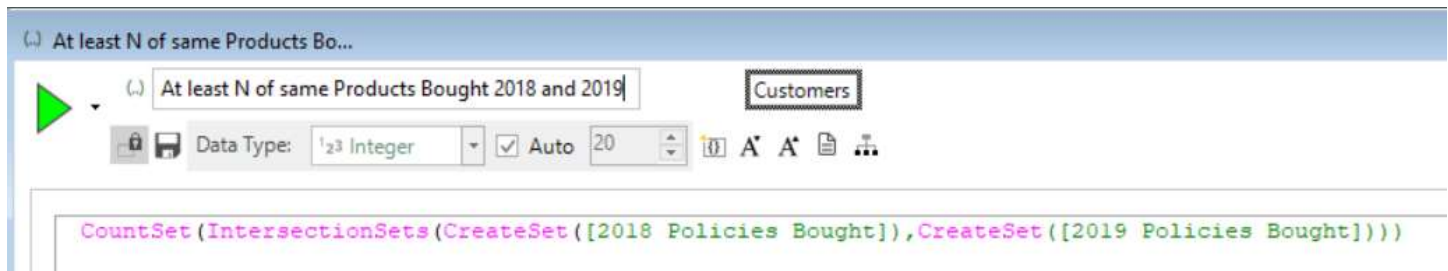 (..) At least N of same Products Bo...
(..) At least N of same Products Bought 2018 and 2019 Customers
Data Type: 123 Integer Auto 20 {0} A A
CountSet(IntersectionSets(CreateSet([2018 Policies Bought]),CreateSet([2019 Policies Bought])))